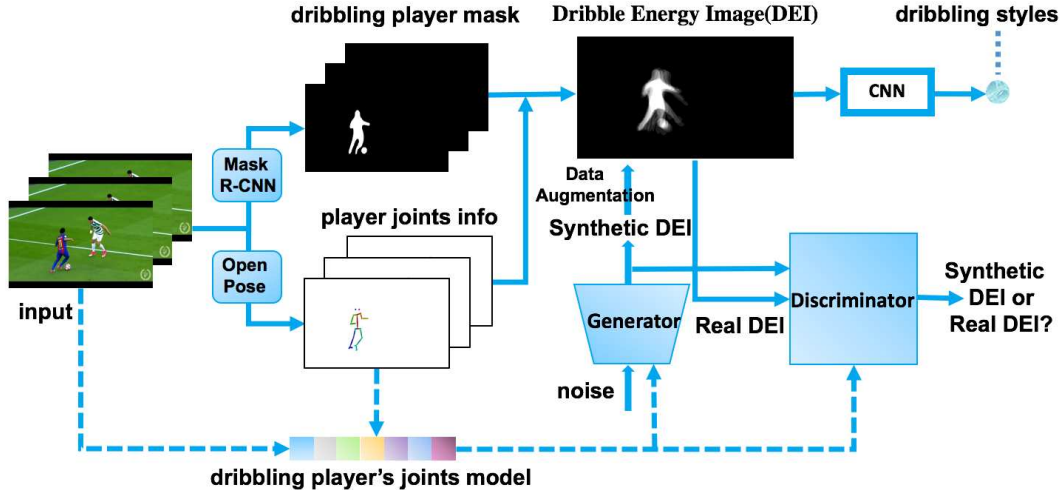 dribbling player mask
Dribble Energy Image(DEI)
dribbling styles
CNN
Mask
R-CNN
Data
Augmentation
player joints info
Synthetic DEI
Open
Pose
input
Generator
Real DEI
Discriminator
Synthetic
DEI or
Real DEI?
noise
dribbling player's joints model